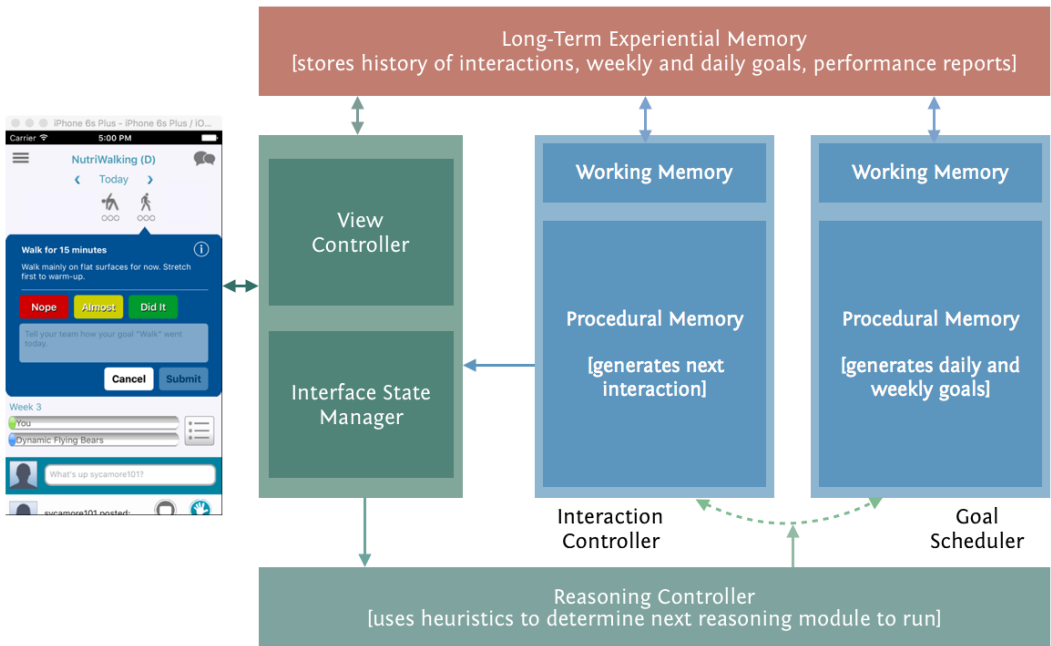 Long-Term Experiential Memory
[stores history of interactions, weekly and daily goals, performance reports]
iPhone 6s Plus – iPhone 6s Plus / iO...
Carrier
5:00 PM
NutriWalking (D)
Today
Walk for 15 minutes
Walk mainly on flat surfaces for now. Stretch
first to warm-up.
Nope
Almost
Did It
Tell your team how your goal "Walk" went
today.
Cancel
Submit
Week 3
You
Dynamic Flying Bears
What's up sycamore101?
sycamore101 posted:
View
Controller
Interface State
Manager
Working Memory
Procedural Memory
[generates next
interaction]
Interaction
Controller
Working Memory
Procedural Memory
[generates daily and
weekly goals]
Goal
Scheduler
Reasoning Controller
[uses heuristics to determine next reasoning module to run]